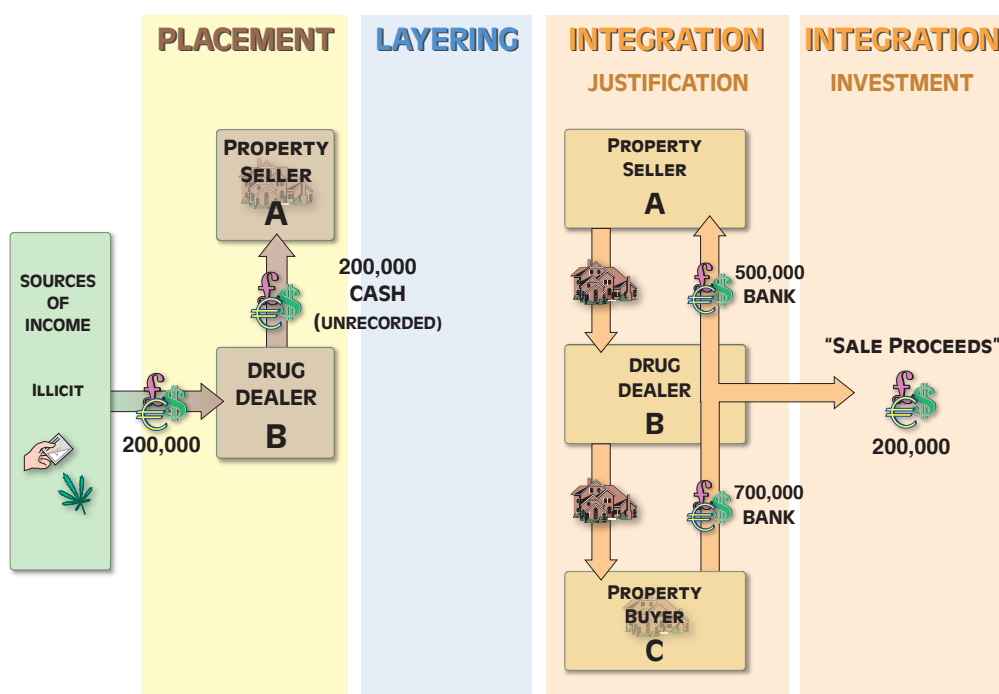 PLACEMENT
LAYERING
INTEGRATION
JUSTIFICATION
INTEGRATION
INVESTMENT
SOURCES
OF
INCOME
ILLICIT
200,000
PROPERTY
SELLER
A
200,000
CASH
(UNRECORDED)
DRUG
DEALER
B
PROPERTY
SELLER
A
500,000
BANK
DRUG
DEALER
B
700,000
BANK
PROPERTY
BUYER
C
“SALE PROCEEDS”
200,000